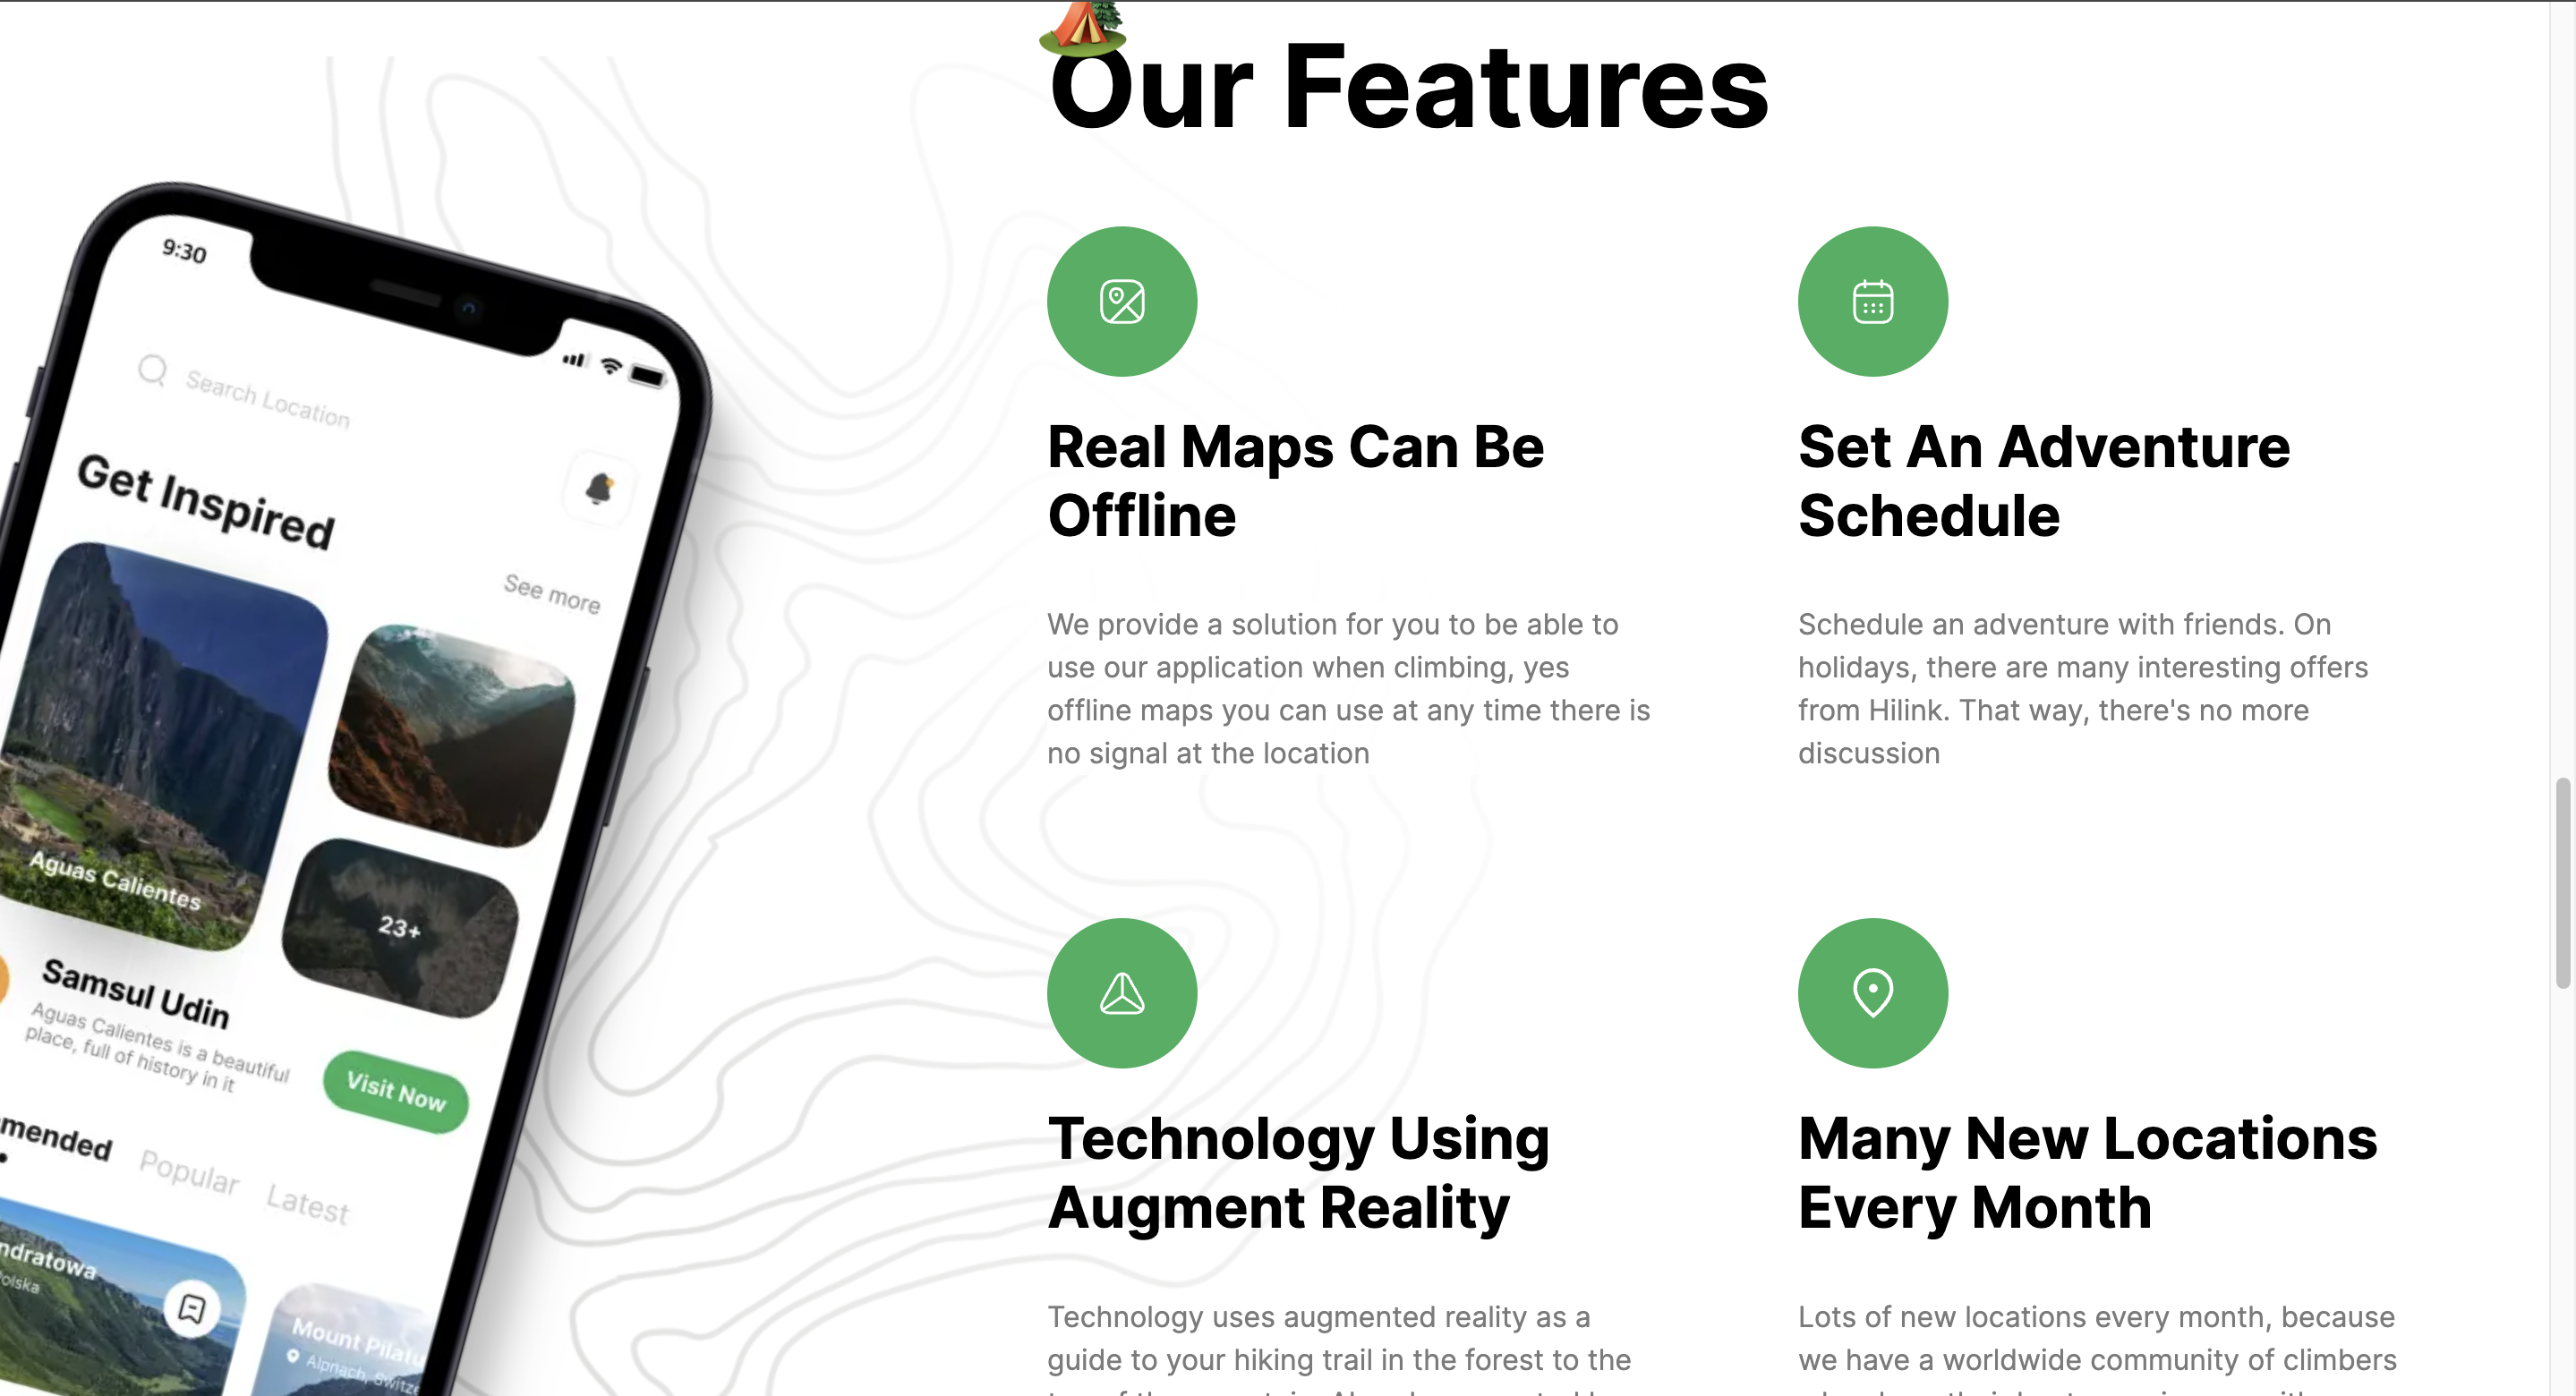 Our Features
9:30
Search Location
Get Inspired
See more
Aguas Calientes
23+
Samsul Udin
Aguas Calientes is a beautiful
place, full of history in it
Visit Now
mended
Popular
Latest
ndratowa
olska
Mount Pilatu
Alpnach, Switze
Real Maps Can Be
Offline
We provide a solution for you to be able to
use our application when climbing, yes
offline maps you can use at any time there is
no signal at the location
Set An Adventure
Schedule
Schedule an adventure with friends. On
holidays, there are many interesting offers
from Hilink. That way, there's no more
discussion
Technology Using
Augment Reality
Technology uses augmented reality as a
guide to your hiking trail in the forest to the
Many New Locations
Every Month
Lots of new locations every month, because
we have a worldwide community of climbers